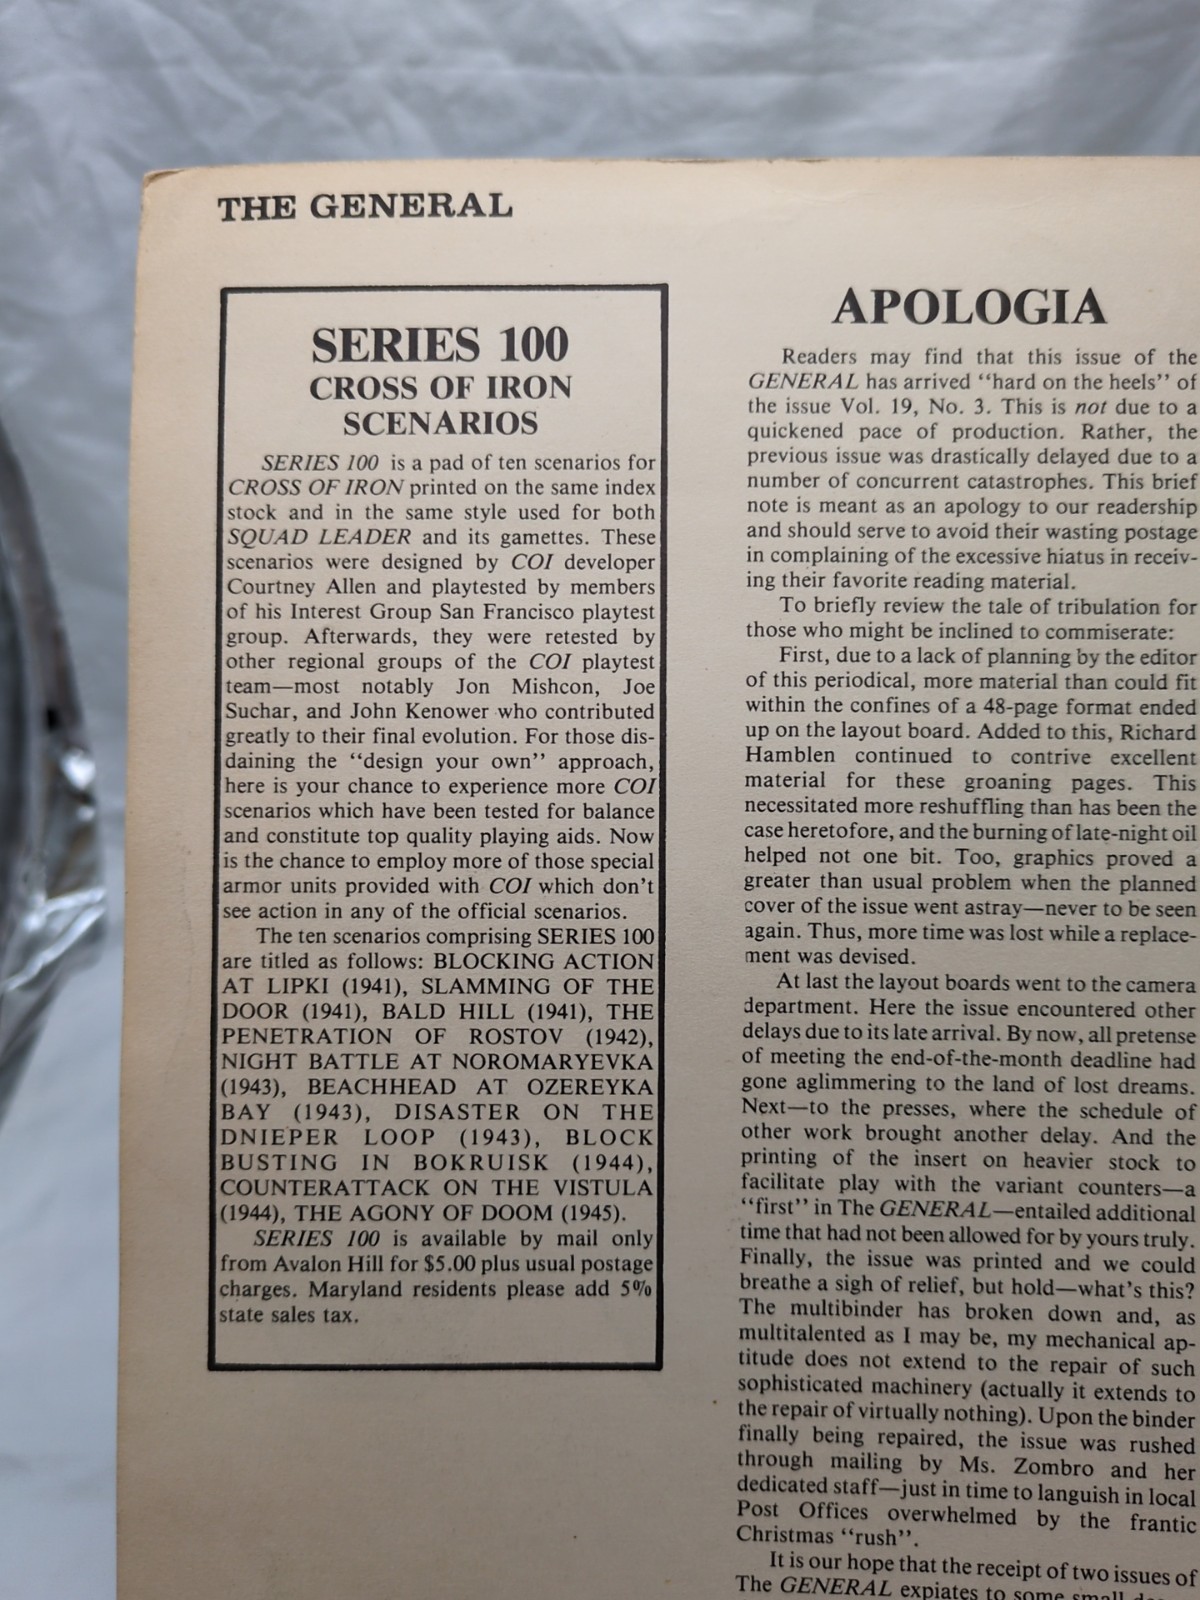 THE GENERAL
SERIES 100
CROSS OF IRON
SCENARIOS
SERIES 100 is a pad of ten scenarios for
CROSS OF IRON printed on the same index
stock and in the same style used for both
SQUAD LEADER and its gamettes. These
scenarios were designed by COI developer
Courtney Allen and playtested by members
of his Interest Group San Francisco playtest
group. Afterwards, they were retested by
other regional groups of the COI playtest
team—most notably Jon Mishcon, Joe
Suchar, and John Kenower who contributed
greatly to their final evolution. For those dis-
daining the "design your own" approach,
here is your chance to experience more COI
scenarios which have been tested for balance
and constitute top quality playing aids. Now
is the chance to employ more of those special
armor units provided with COI which don't
see action in any of the official scenarios.
The ten scenarios comprising SERIES 100
are titled as follows: BLOCKING ACTION
AT LIPKI (1941), SLAMMING OF THE
DOOR (1941), BALD HILL (1941), THE
PENETRATION OF ROSTOV (1942),
NIGHT BATTLE AT NOROMARYEVKA
(1943), BEACHHEAD AT OZEREYKA
BAY (1943), DISASTER ON THE
DNIEPER LOOP (1943), BLOCK
BUSTING IN BOKRUISK (1944),
COUNTERATTACK ON THE VISTULA
(1944), THE AGONY OF DOOM (1945).
SERIES 100 is available by mail only
from Avalon Hill for $5.00 plus usual postage
charges. Maryland residents please add 5%
state sales tax.
APOLOGIA
Readers may find that this issue of the
GENERAL has arrived "hard on the heels" of
the issue Vol. 19, No. 3. This is not due to a
quickened pace of production. Rather, the
previous issue was drastically delayed due to a
number of concurrent catastrophes. This brief
note is meant as an apology to our readership
and should serve to avoid their wasting postage
in complaining of the excessive hiatus in receiv-
ing their favorite reading material.
To briefly review the tale of tribulation for
those who might be inclined to commiserate:
First, due to a lack of planning by the editor
of this periodical, more material than could fit
within the confines of a 48-page format ended
up on the layout board. Added to this, Richard
Hamblen continued to contrive excellent
material for these groaning pages. This
necessitated more reshuffling than has been the
case heretofore, and the burning of late-night oil
helped not one bit. Too, graphics proved a
greater than usual problem when the planned
cover of the issue went astray—never to be seen
again. Thus, more time was lost while a replace-
ment was devised.
At last the layout boards went to the camera
department. Here the issue encountered other
delays due to its late arrival. By now, all pretense
of meeting the end-of-the-month deadline had
gone aglimmering to the land of lost dreams.
Next—to the presses, where the schedule of
other work brought another delay. And the
printing of the insert on heavier stock to
facilitate play with the variant counters—a
"first" in The GENERAL—entailed additional
time that had not been allowed for by yours truly.
Finally, the issue was printed and we could
breathe a sigh of relief, but hold—what's this?
The multibinder has broken down and, as
multitalented as I may be, my mechanical ap-
titude does not extend to the repair of such
sophisticated machinery (actually it extends to
the repair of virtually nothing). Upon the binder
finally being repaired, the issue was rushed
through mailing by Ms. Zombro and her
dedicated staff—just in time to languish in local
Post Offices overwhelmed by the frantic
Christmas "rush".
It is our hope that the receipt of two issues of
The GENERAL expiates to some small